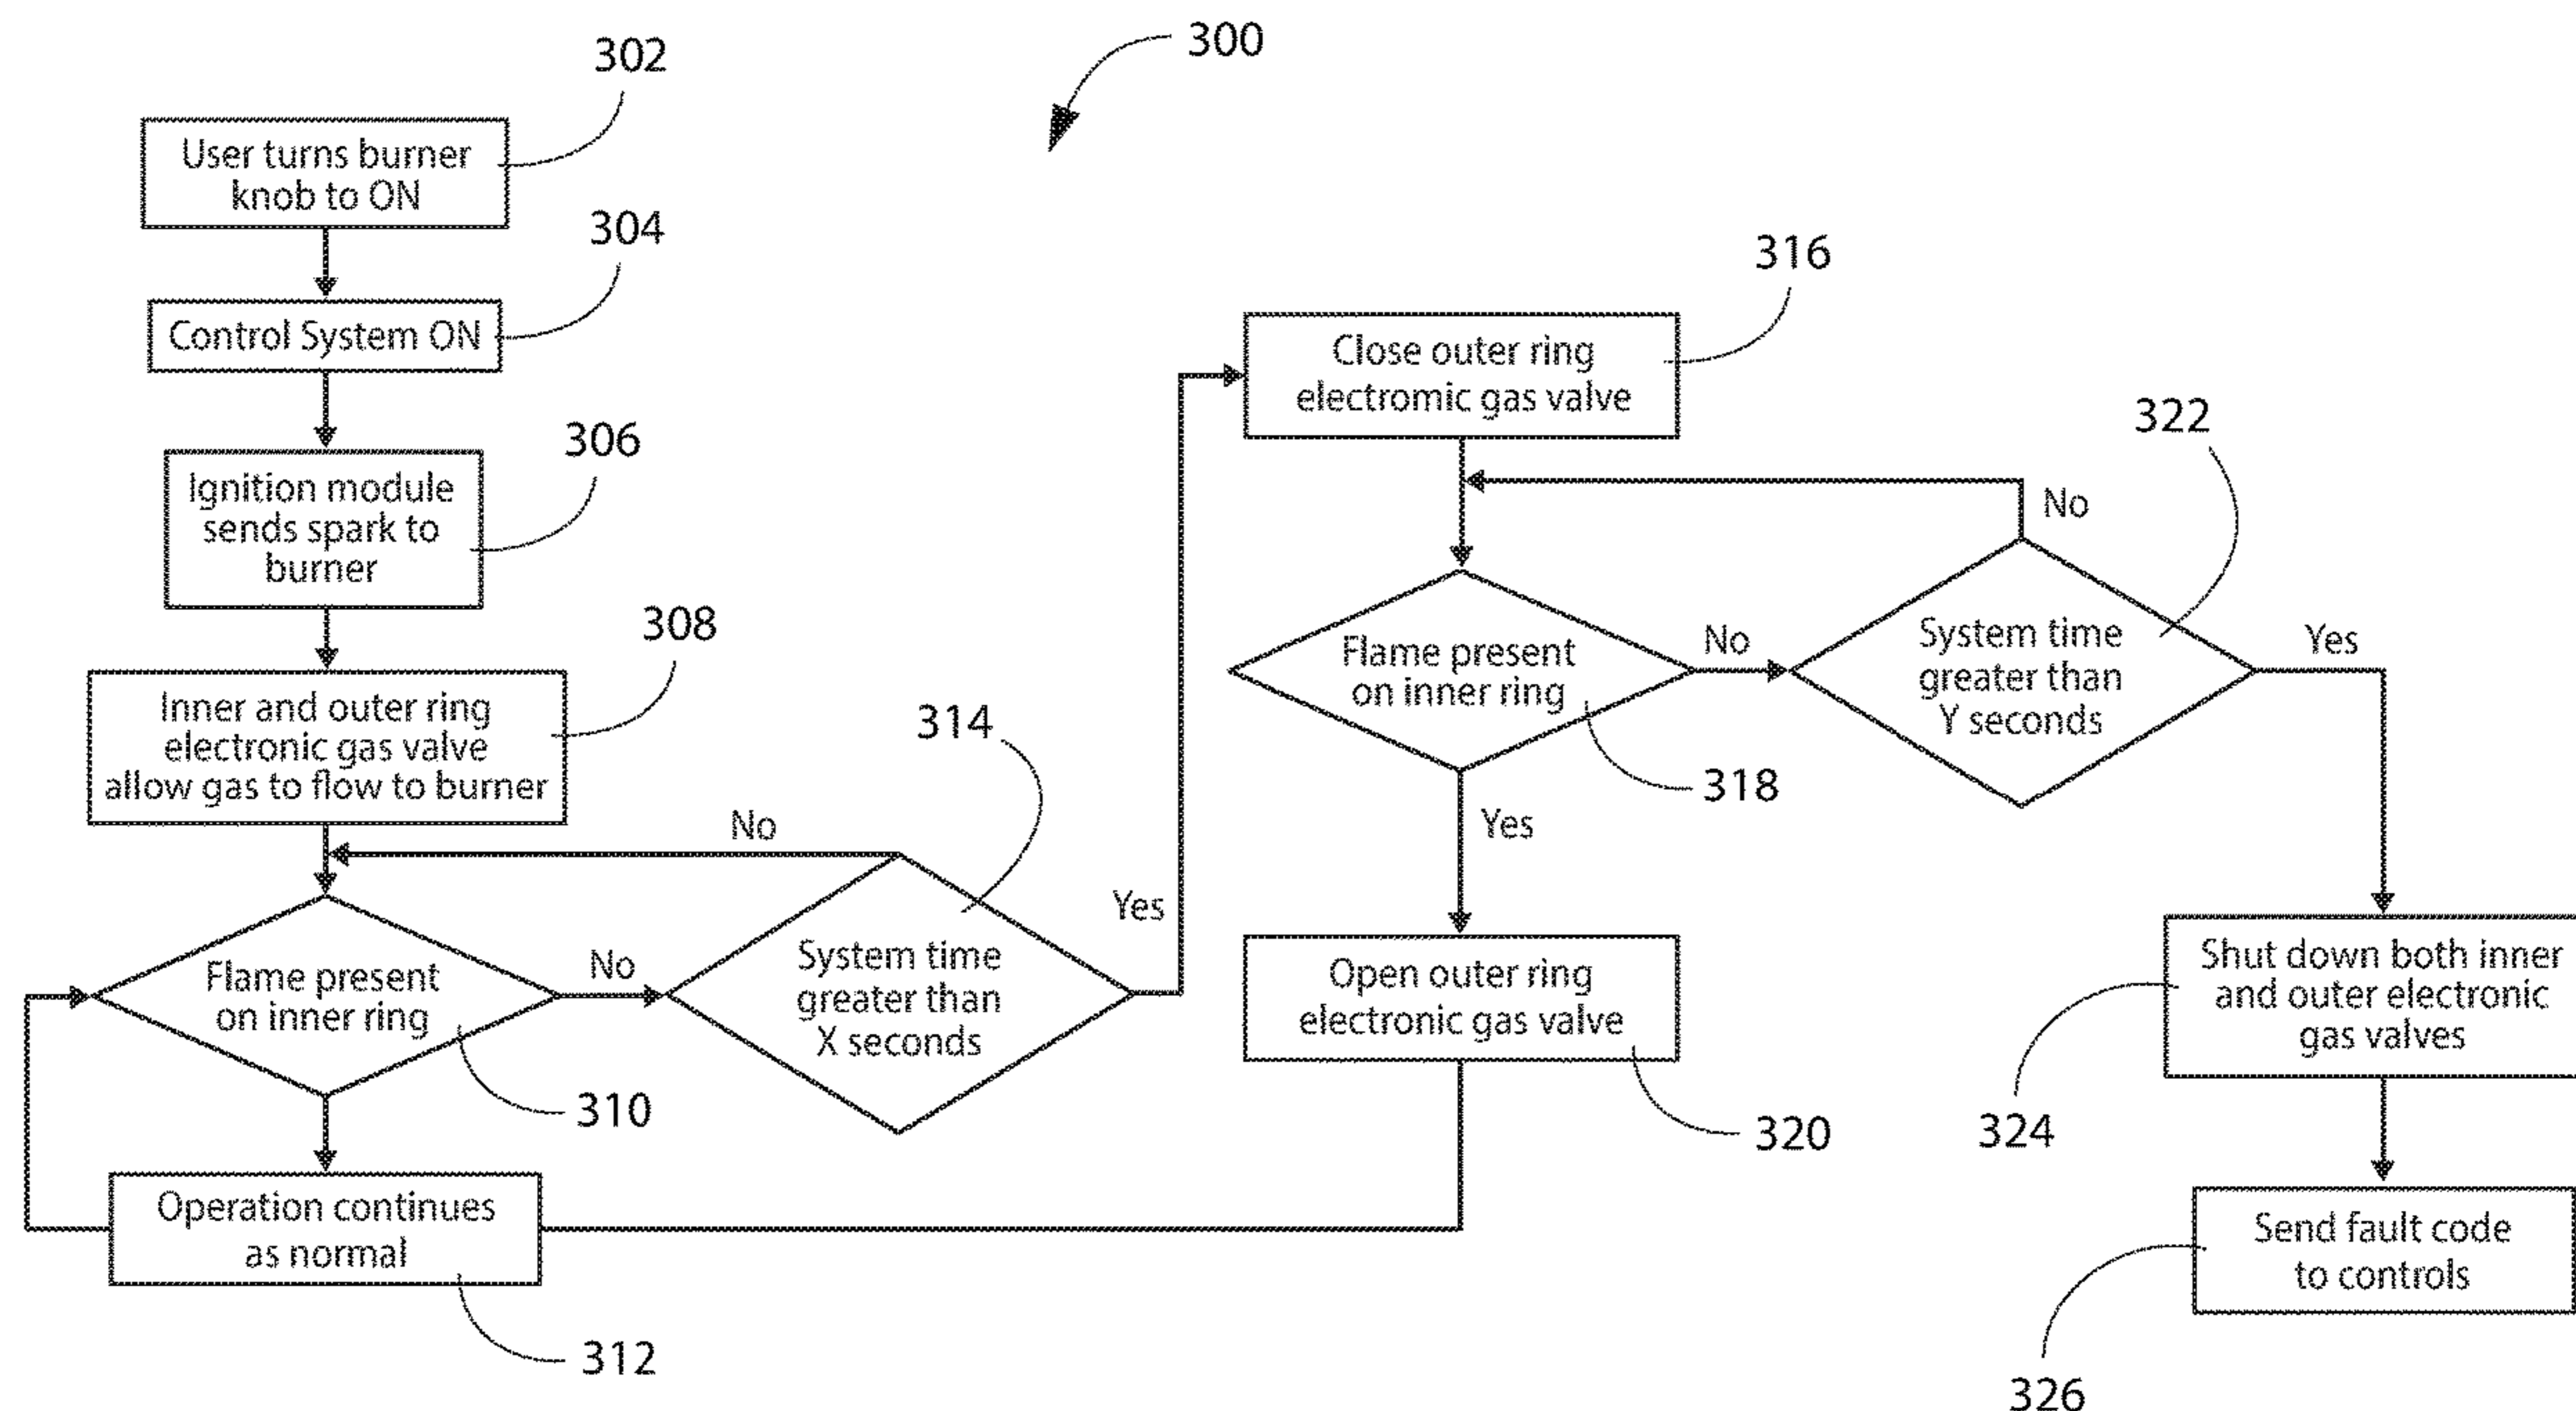 300
302
User turns burner
knob to ON
304
Control System ON
306
Ignition module
sends spark to
burner
308
Inner and outer ring
electronic gas valve
allow gas to flow to burner
314
No
Flame present
on inner ring
310
No
System time
greater than
X seconds
Yes
Operation continues
as normal
312
316
Close outer ring
electromic gas valve
322
No
Flame present
on inner ring
318
No
System time
greater than
Y seconds
Yes
Yes
Open outer ring
electronic gas valve
320
Shut down both inner
and outer electronic
gas valves
324
Send fault code
to controls
326